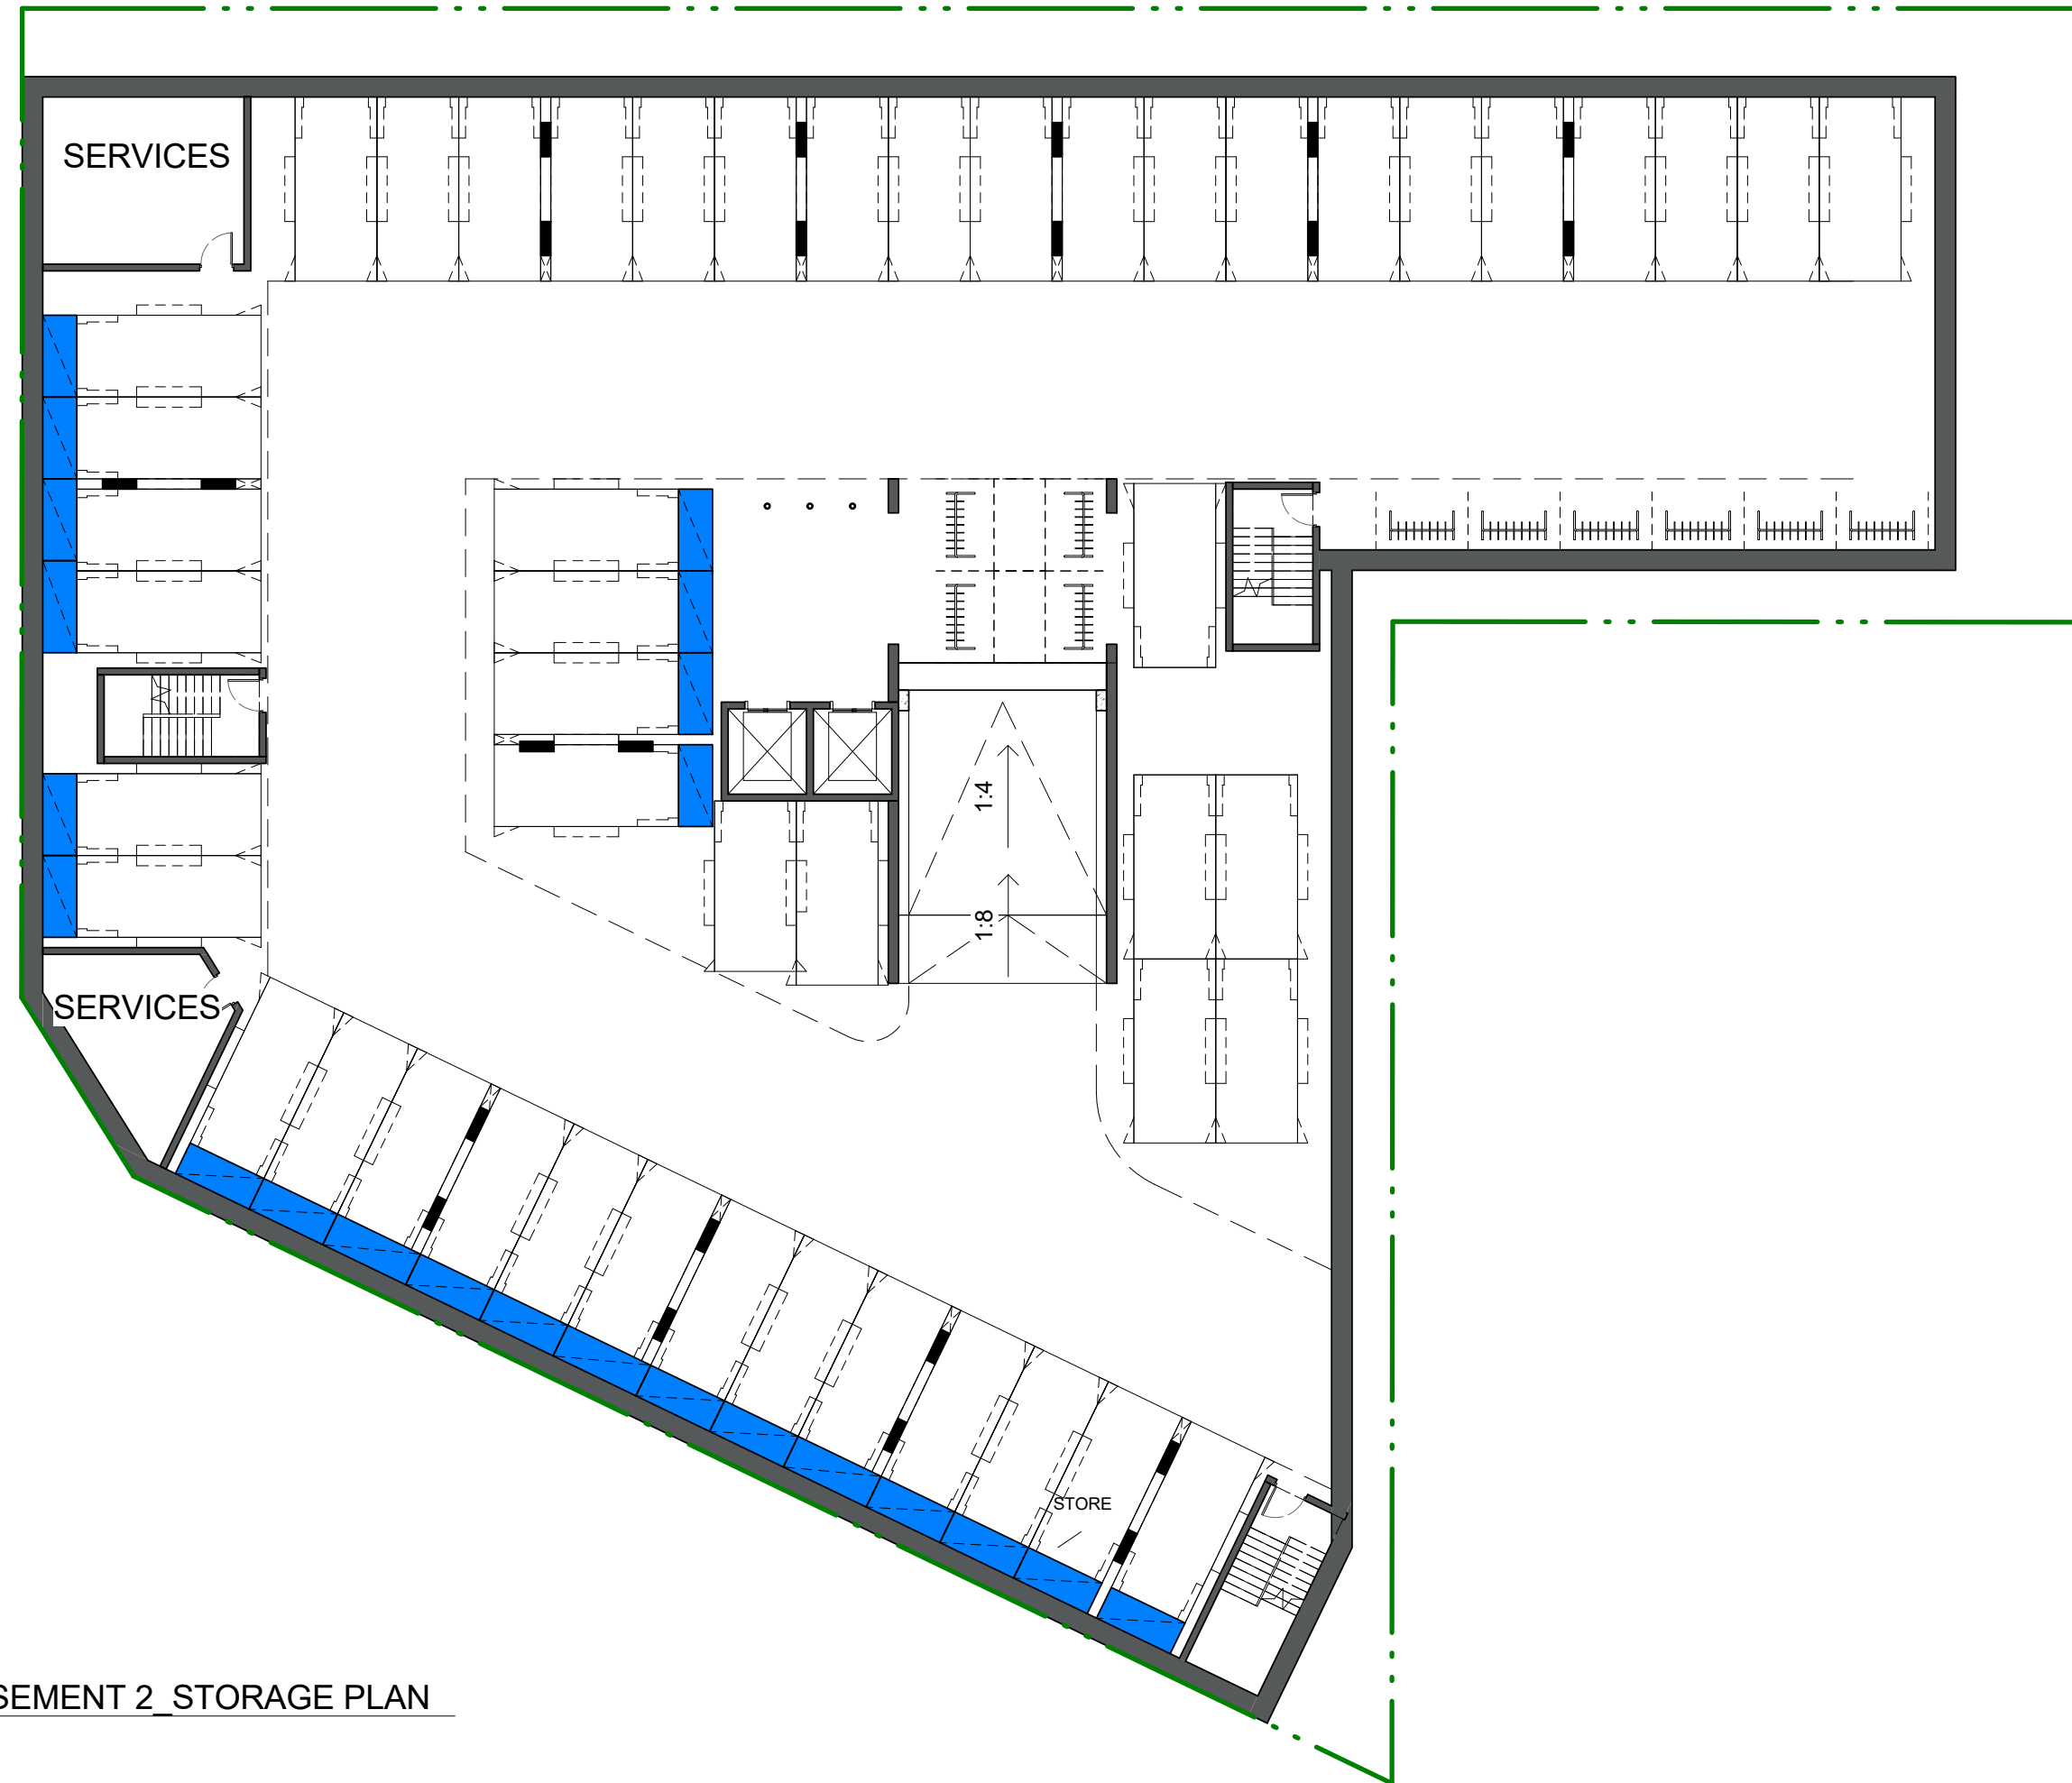 SERVICES
1:4
1:8
SERVICES
STORE
SEMENT 2_STORAGE PLAN